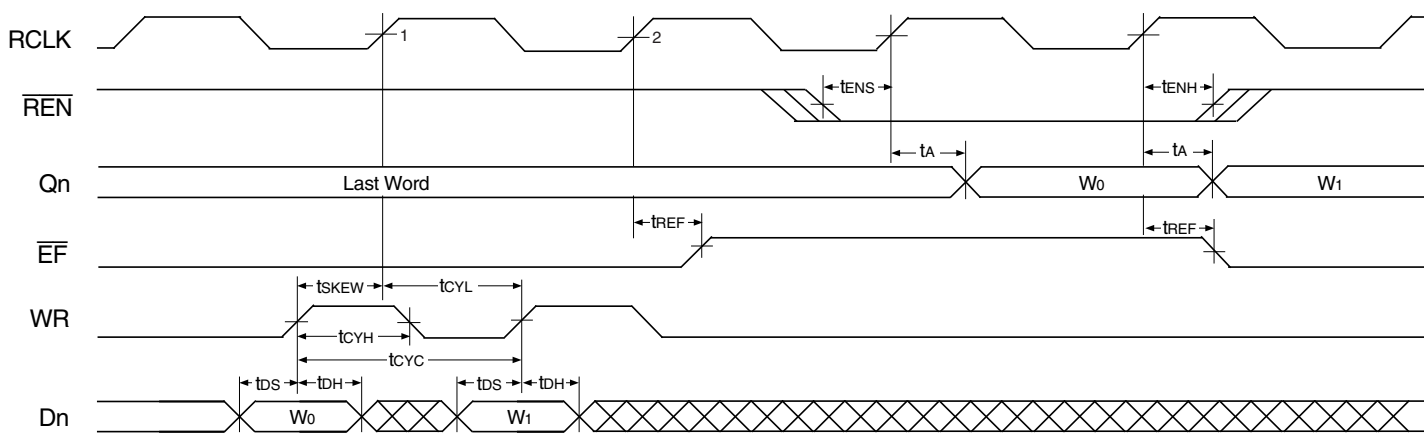 RCLK 1 2
REN tENS tENH
tA tA
Qn Last Word W0 W1
tREF tREF
EF
tSKEW tCYL
WR
tCYH
tCYC
tDS tDH tDS tDH
Dn W0 W1